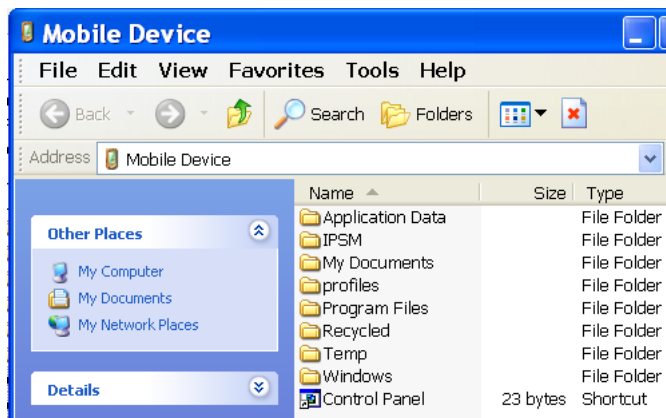 Mobile Device
File Edit View Favorites Tools Help
Back Search Folders
Address Mobile Device
Name Size Type
Other Places
My Computer
My Documents
My Network Places
Details
Application Data File Folder
IPSM File Folder
My Documents File Folder
profiles File Folder
Program Files File Folder
Recycled File Folder
Temp File Folder
Windows File Folder
Control Panel 23 bytes Shortcut